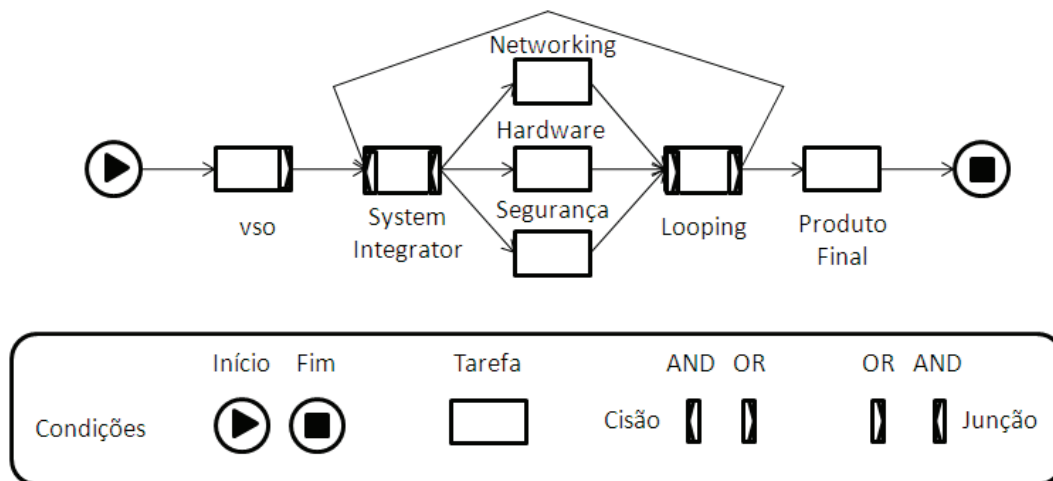 Networking
Hardware
Segurança
vso
System
Integrator
Looping
Produto
Final
Início Fim Tarefa AND OR OR AND
Condições Cisão Junção